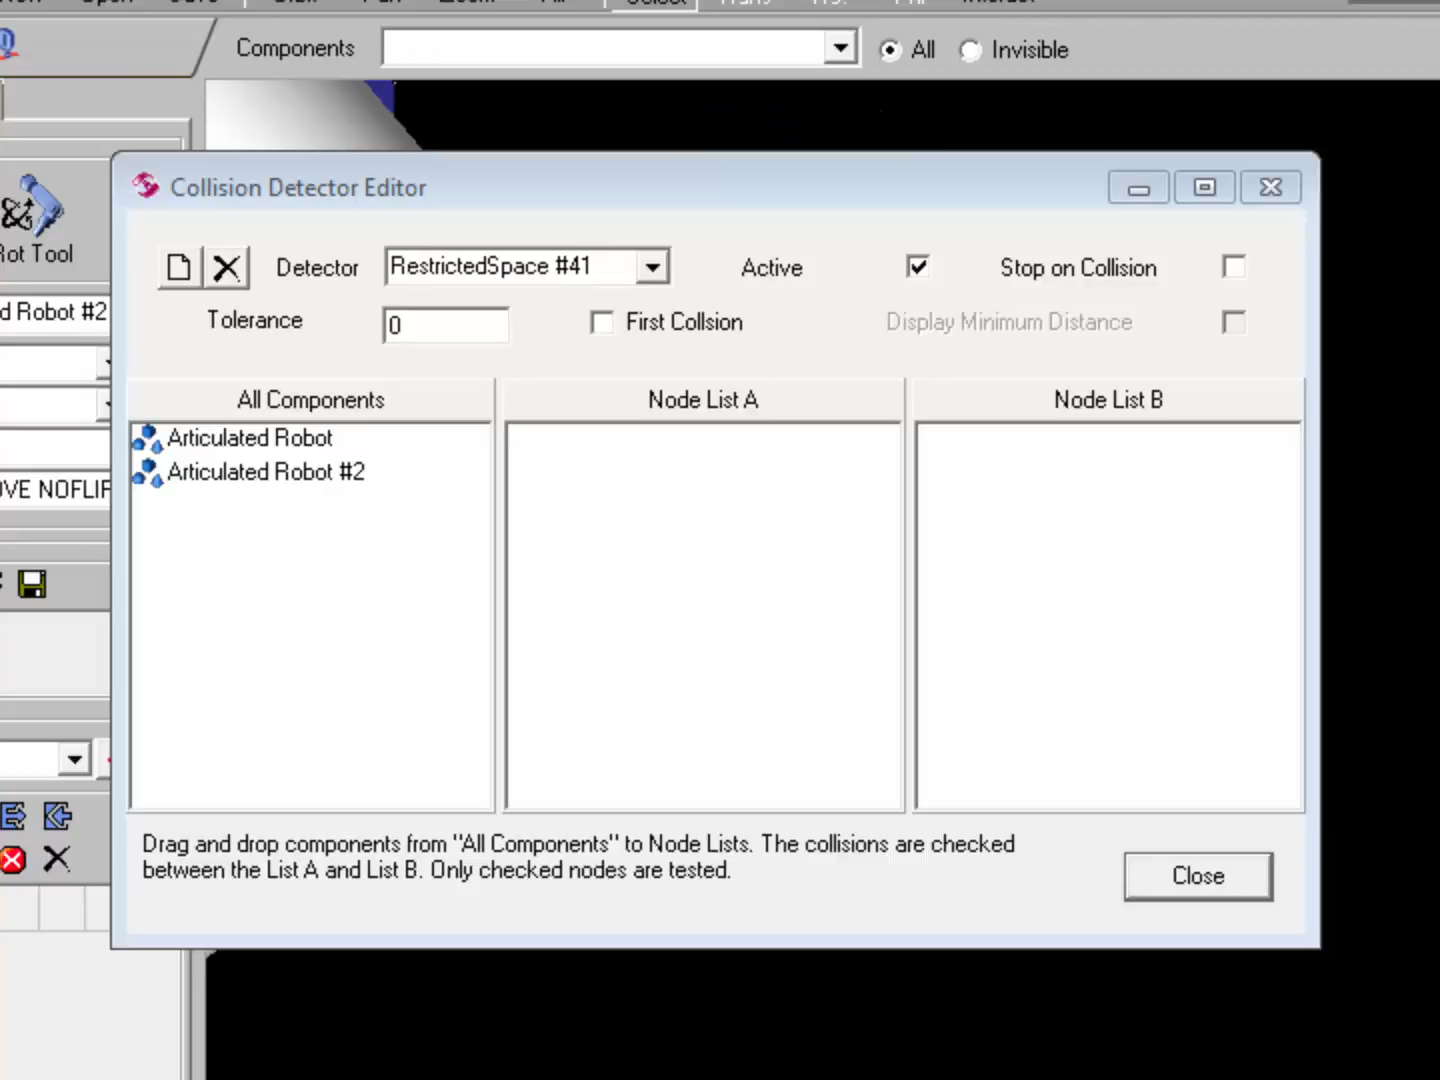 Components
All
Invisible
Collision Detector Editor
Rot Tool
Detector
RestrictedSpace #41
Active
Stop on Collision
d Robot #2
Tolerance
0
First Collsion
Display Minimum Distance
All Components
Node List A
Node List B
Articulated Robot
Articulated Robot #2
OVE NOFLIP
Drag and drop components from "All Components" to Node Lists. The collisions are checked
between the List A and List B. Only checked nodes are tested.
Close